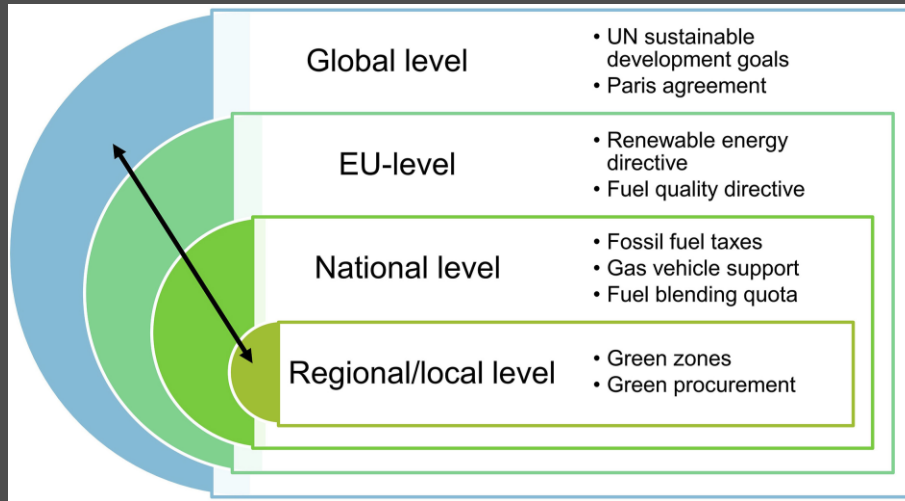 Global level
• UN sustainable
development goals
• Paris agreement
EU-level
• Renewable energy
directive
• Fuel quality directive
National level
• Fossil fuel taxes
• Gas vehicle support
• Fuel blending quota
Regional/local level
• Green zones
• Green procurement